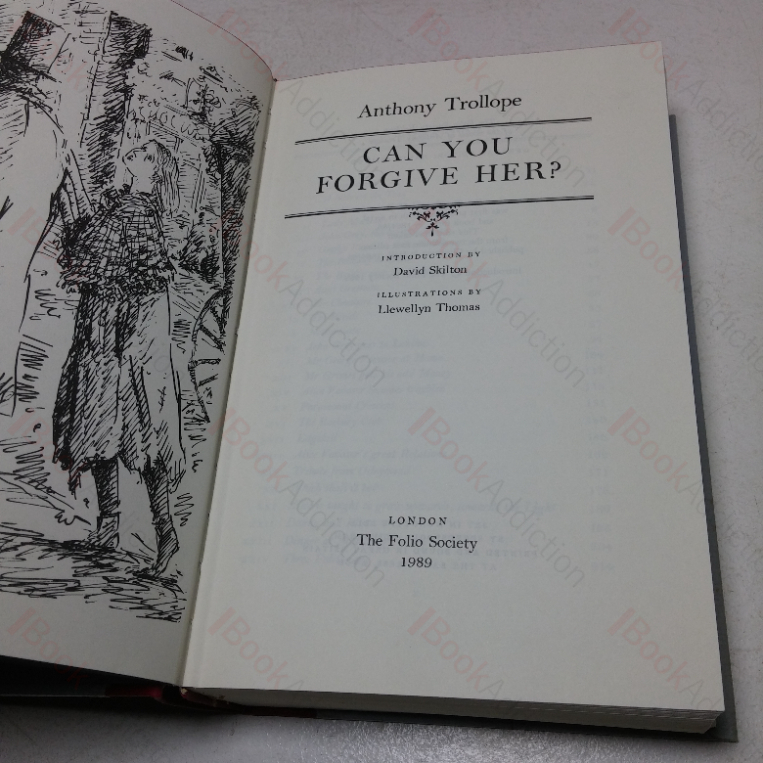 Anthony Trollope
CAN YOU
FORGIVE HER?
INTRODUCTION BY
David Skilton
ILLUSTRATIONS BY
Llewellyn Thomas
LONDON
The Folio Society
1989
BookAddiction